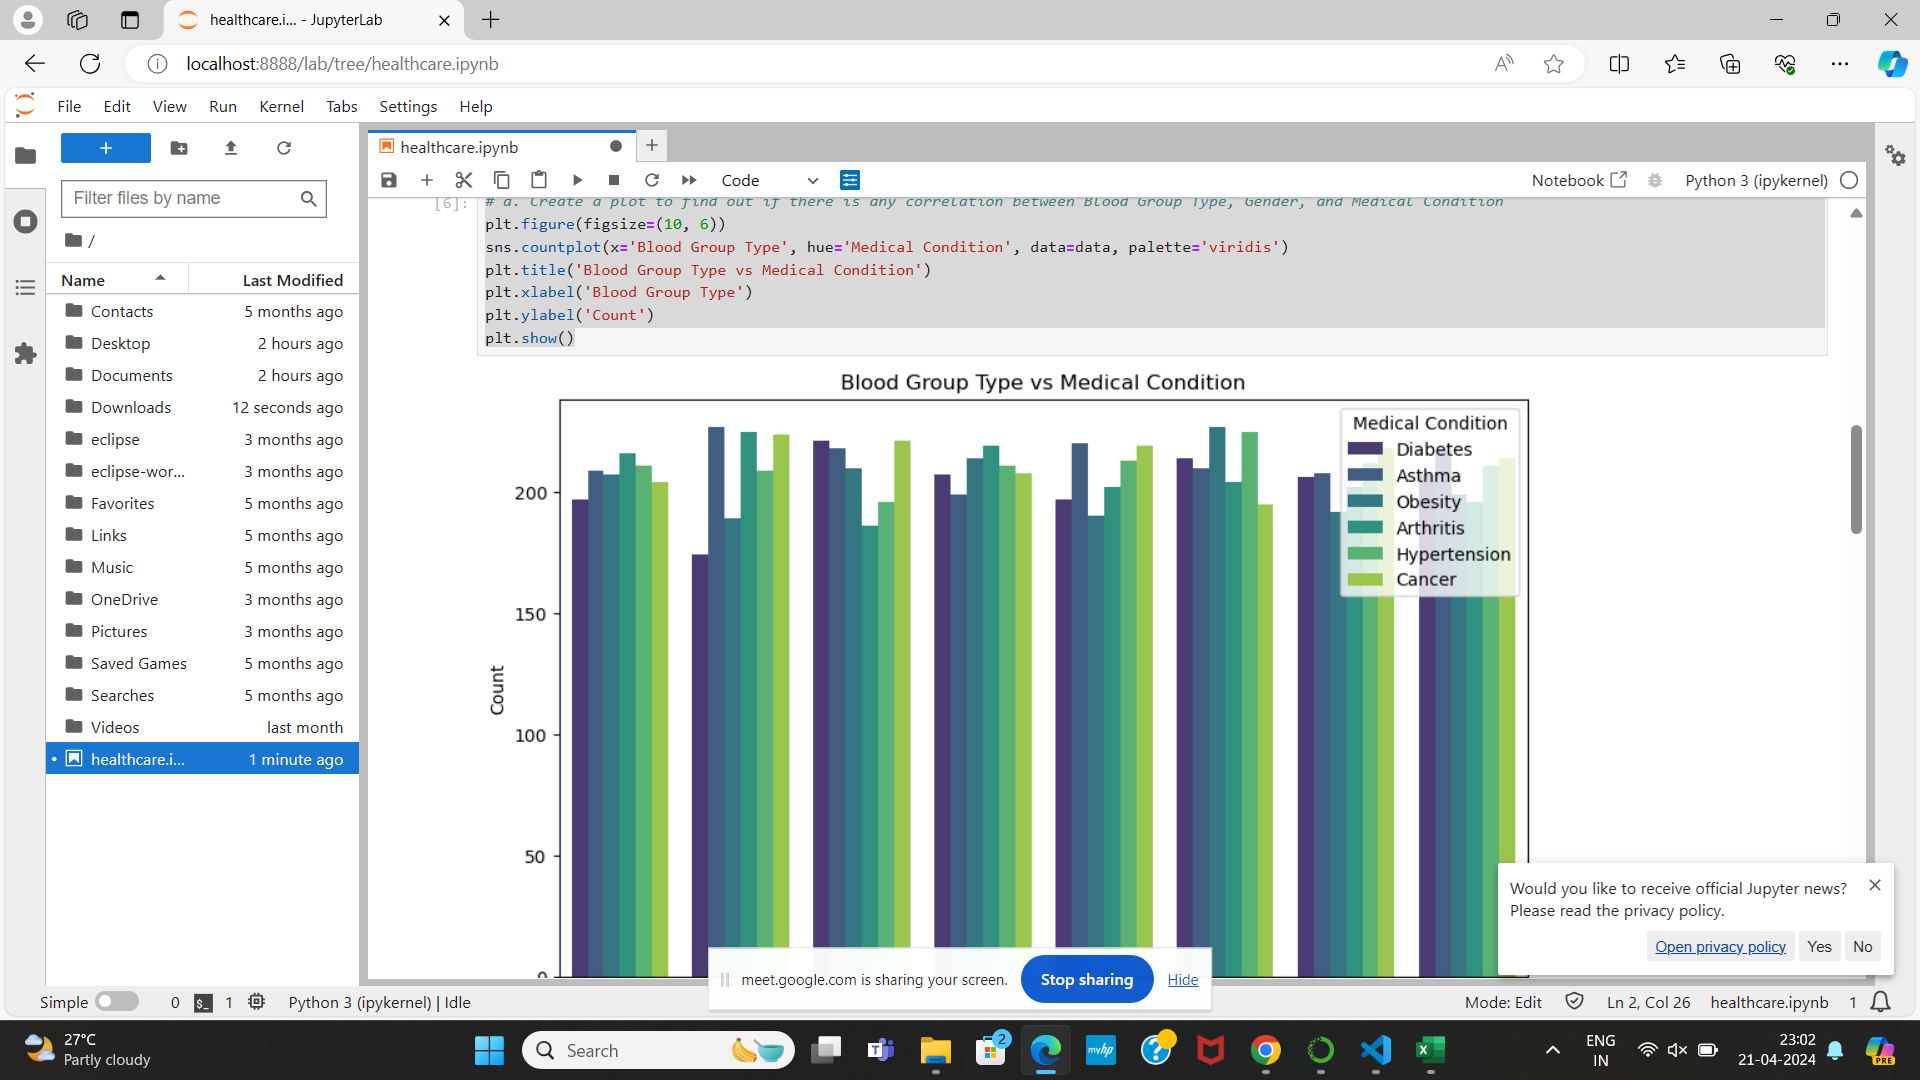 healthcare.i... - JupyterLab
localhost:8888/lab/tree/healthcare.ipynb
File Edit View Run Kernel Tabs Settings Help
+
healthcare.ipynb
Filter files by name
Code
Notebook
Python 3 (ipykernel)
/
Name Last Modified
Contacts 5 months ago
Desktop 2 hours ago
Documents 2 hours ago
Downloads 12 seconds ago
eclipse 3 months ago
eclipse-wor... 3 months ago
Favorites 5 months ago
Links 5 months ago
Music 5 months ago
OneDrive 3 months ago
Pictures 3 months ago
Saved Games 5 months ago
Searches 5 months ago
Videos last month
healthcare.i... 1 minute ago
[6]:
# a. Create a plot to find out if there is any correlation between Blood Group Type, Gender, and Medical Condition
plt.figure(figsize=(10, 6))
sns.countplot(x='Blood Group Type', hue='Medical Condition', data=data, palette='viridis')
plt.title('Blood Group Type vs Medical Condition')
plt.xlabel('Blood Group Type')
plt.ylabel('Count')
plt.show()
Blood Group Type vs Medical Condition
Medical Condition
Diabetes
Asthma
Obesity
Arthritis
Hypertension
Cancer
200
150
100
50
0
Count
Would you like to receive official Jupyter news?
Please read the privacy policy.
Open privacy policy Yes No
meet.google.com is sharing your screen. Stop sharing Hide
Simple 0 $_ 1 Python 3 (ipykernel) | Idle
Mode: Edit Ln 2, Col 26 healthcare.ipynb 1
27°C
Partly cloudy
Search
2
myhp
?
ENG
IN
23:02
21-04-2024
PRE